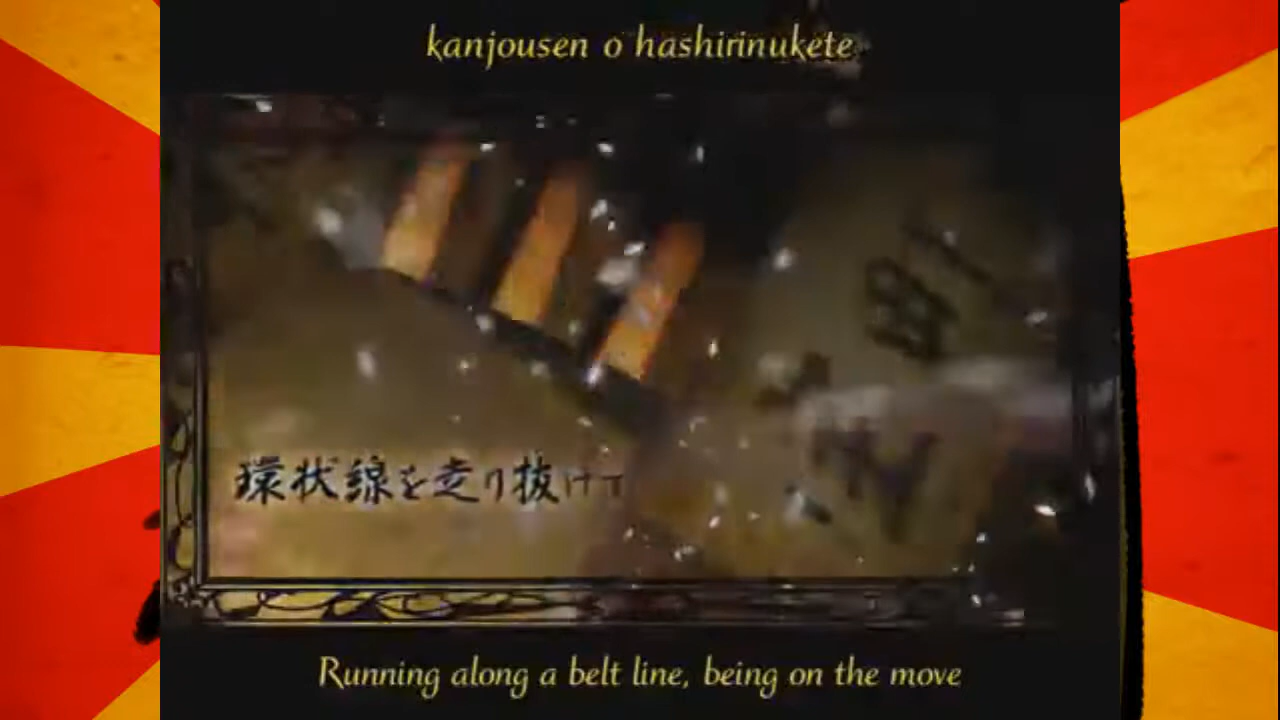 kanjousen o hashirinukete
環状線を走り抜けて
Running along a belt line, being on the move